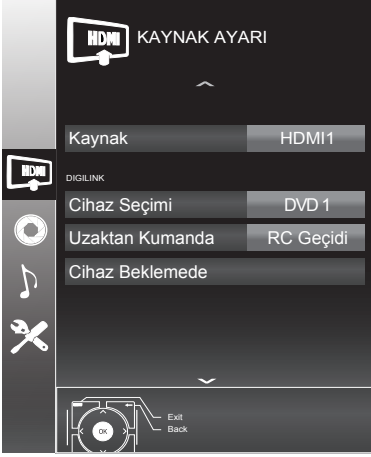 HDMI KAYNAK AYARI
Kaynak HDMI1
HDMI
DIGILINK
Cihaz Seçimi DVD 1
Uzaktan Kumanda RC Geçidi
Cihaz Beklemede
Exit
OK Back